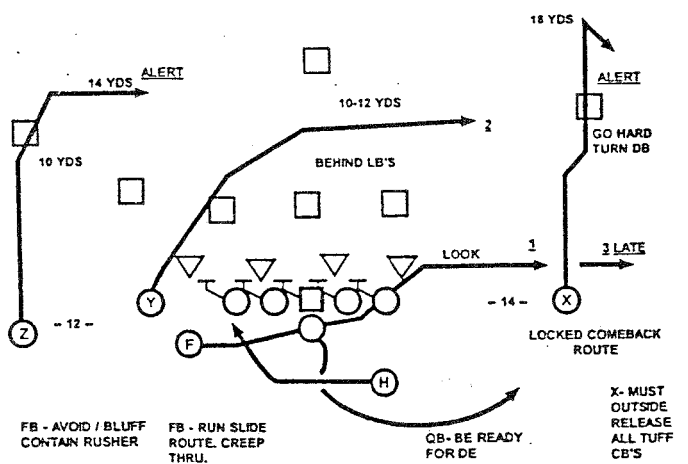 18 YDS
14 YDS
ALERT
ALERT
10-12 YDS
2
GO HARD
TURN DB
10 YDS
BEHIND LB'S
LOOK
1
3 LATE
Y
- 14 -
X
Z
- 12 -
F
LOCKED COMEBACK
ROUTE
H
FB - AVOID / BLUFF
CONTAIN RUSHER
FB - RUN SLIDE
ROUTE. CREEP
THRU.
QB- BE READY
FOR DE
X- MUST
OUTSIDE
RELEASE
ALL TUFF
CB'S